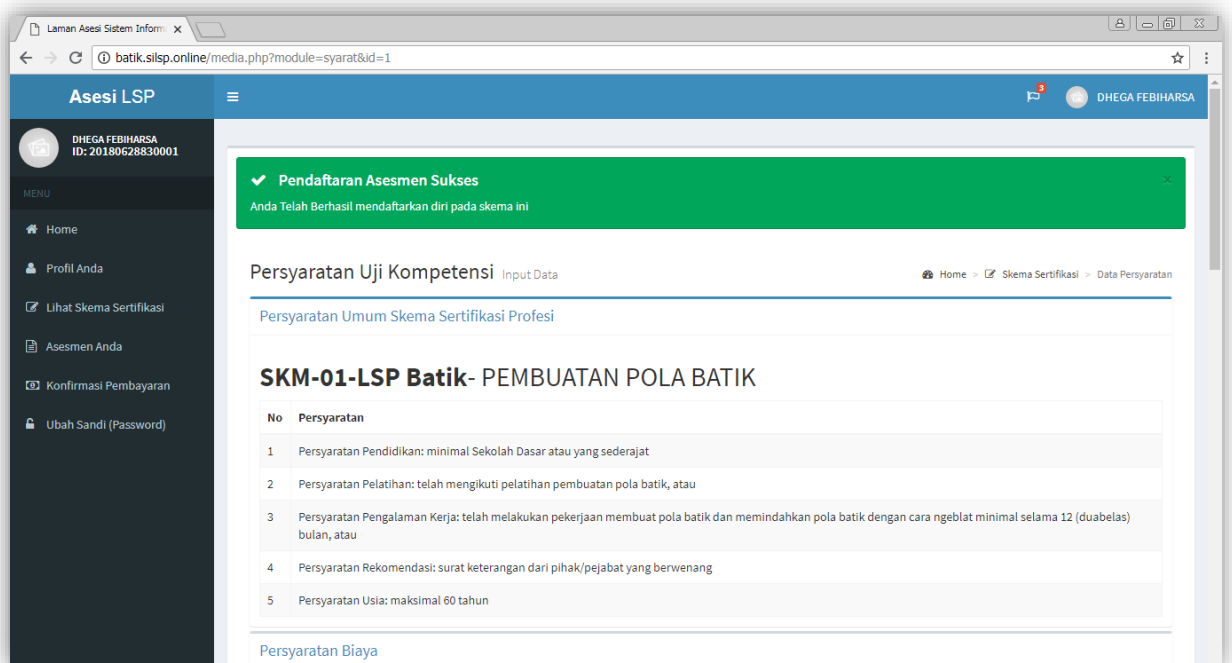 Laman Asesi Sistem Inform
batik.silsp.online/media.php?module=syarat&id=1
Asesi LSP
3
DHEGA FEBIHARSA
DHEGA FEBIHARSA
ID: 20180628830001
MENU
Home
Profil Anda
Lihat Skema Sertifikasi
Asesmen Anda
Konfirmasi Pembayaran
Ubah Sandi (Password)
Pendaftaran Asesmen Sukses
Anda Telah Berhasil mendaftarkan diri pada skema ini
Persyaratan Uji Kompetensi Input Data
Home > Skema Sertifikasi > Data Persyaratan
Persyaratan Umum Skema Sertifikasi Profesi
SKM-01-LSP Batik- PEMBUATAN POLA BATIK
No Persyaratan
1 Persyaratan Pendidikan: minimal Sekolah Dasar atau yang sederajat
2 Persyaratan Pelatihan: telah mengikuti pelatihan pembuatan pola batik, atau
3 Persyaratan Pengalaman Kerja: telah melakukan pekerjaan membuat pola batik dan memindahkan pola batik dengan cara ngeblat minimal selama 12 (duabelas)
bulan, atau
4 Persyaratan Rekomendasi: surat keterangan dari pihak/pejabat yang berwenang
5 Persyaratan Usia: maksimal 60 tahun
Persyaratan Biaya